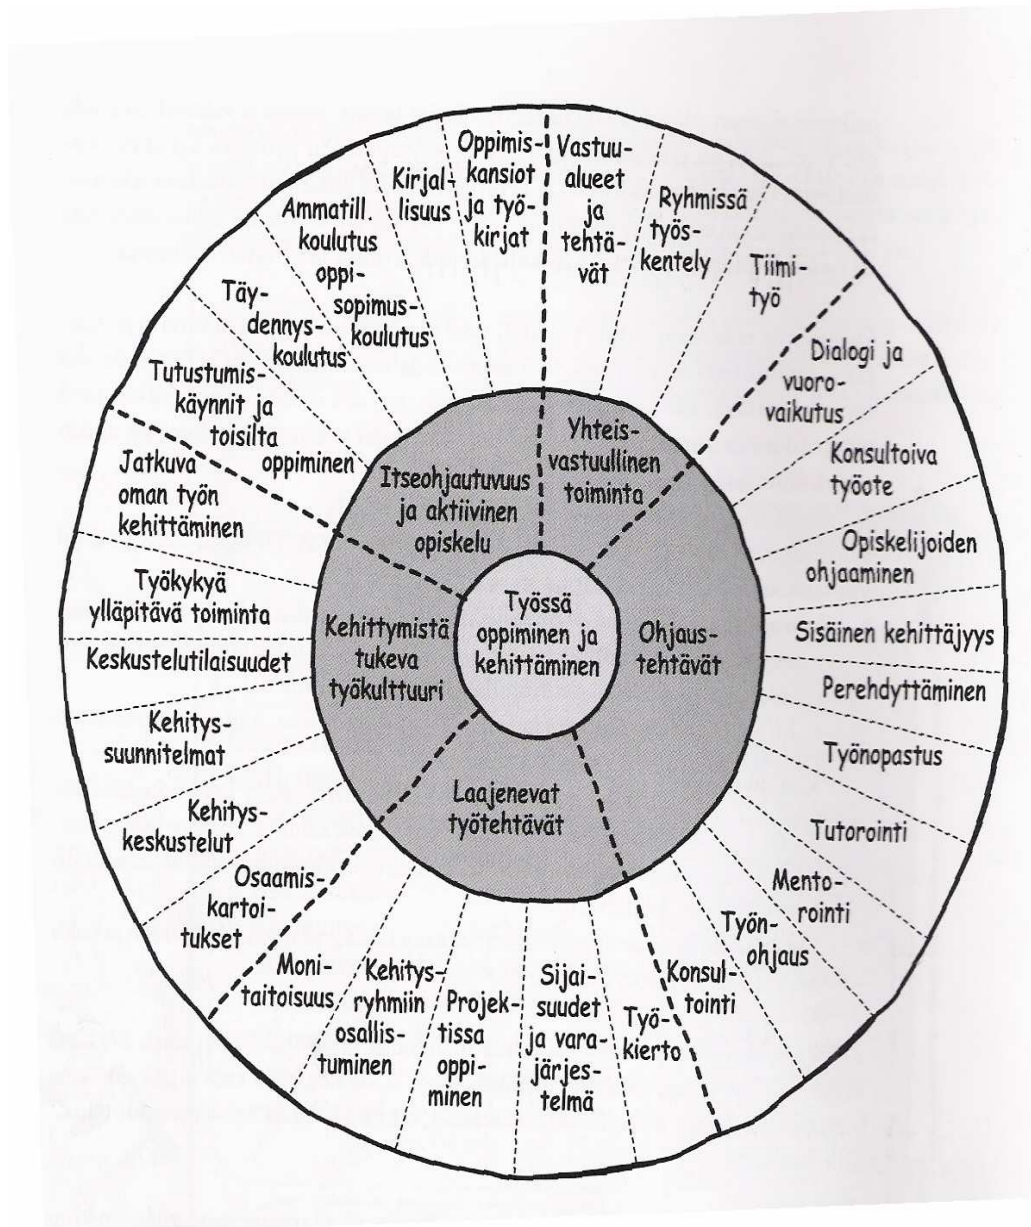 Oppimis-
kansiot
ja työ-
kirjat
Vastuu-
alueet
ja
tehtä-
vät
Ryhmissä
työs-
kentely
Tiimi-
työ
Dialogi ja
vuoro-
vaikutus
Konsultoiva
työote
Opiskelijoiden
ohjaaminen
Sisäinen kehittäjyys
Perehdyttäminen
Työnopastus
Tutorointi
Mento-
rointi
Työn-
ohjaus
Konsul-
tointi
Työ-
kierto
Sijai-
suudet
ja vara-
järjes-
telmä
Projek-
tissa
oppi-
minen
Kehitys-
ryhmiin
osallis-
tuminen
Moni-
taitoisuus
Osaamis-
kartoi-
tukset
Kehitys-
keskustelut
Kehitys-
suunnitelmat
Keskustelutilaisuudet
Työkykyä
ylläpitävä toiminta
Jatkuva
oman työn
kehittäminen
Tutustumis-
käynnit ja
toisilta
oppiminen
Täy-
dennys-
koulutus
Ammatill.
koulutus
oppi-
sopimus-
koulutus
Kirjal-
lisuus
Itseohjautuvuus
ja aktiivinen
opiskelu
Yhteis-
vastuullinen
toiminta
Ohjaus-
tehtävät
Laajenevat
työtehtävät
Kehittymistä
tukeva
työkulttuuri
Työssä
oppiminen ja
kehittäminen